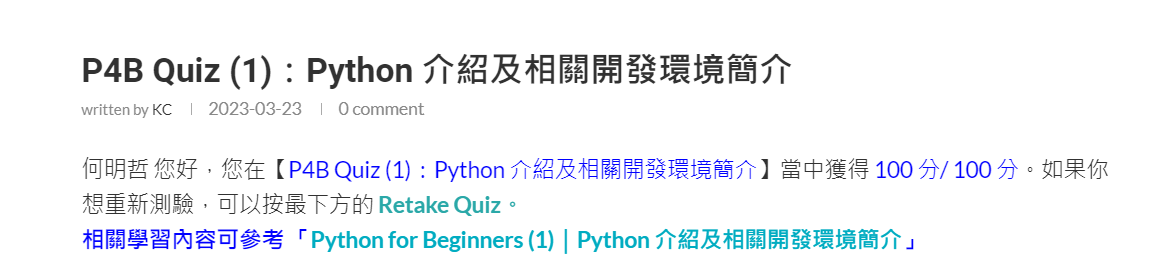 P4B Quiz (1)：Python 介紹及相關開發環境簡介
written by KC | 2023-03-23 | 0 comment
何明哲 您好，您在【P4B Quiz (1)：Python 介紹及相關開發環境簡介】當中獲得 100 分/ 100 分。如果你
想重新測驗，可以按最下方的 Retake Quiz。
相關學習內容可參考「Python for Beginners (1)｜Python 介紹及相關開發環境簡介」